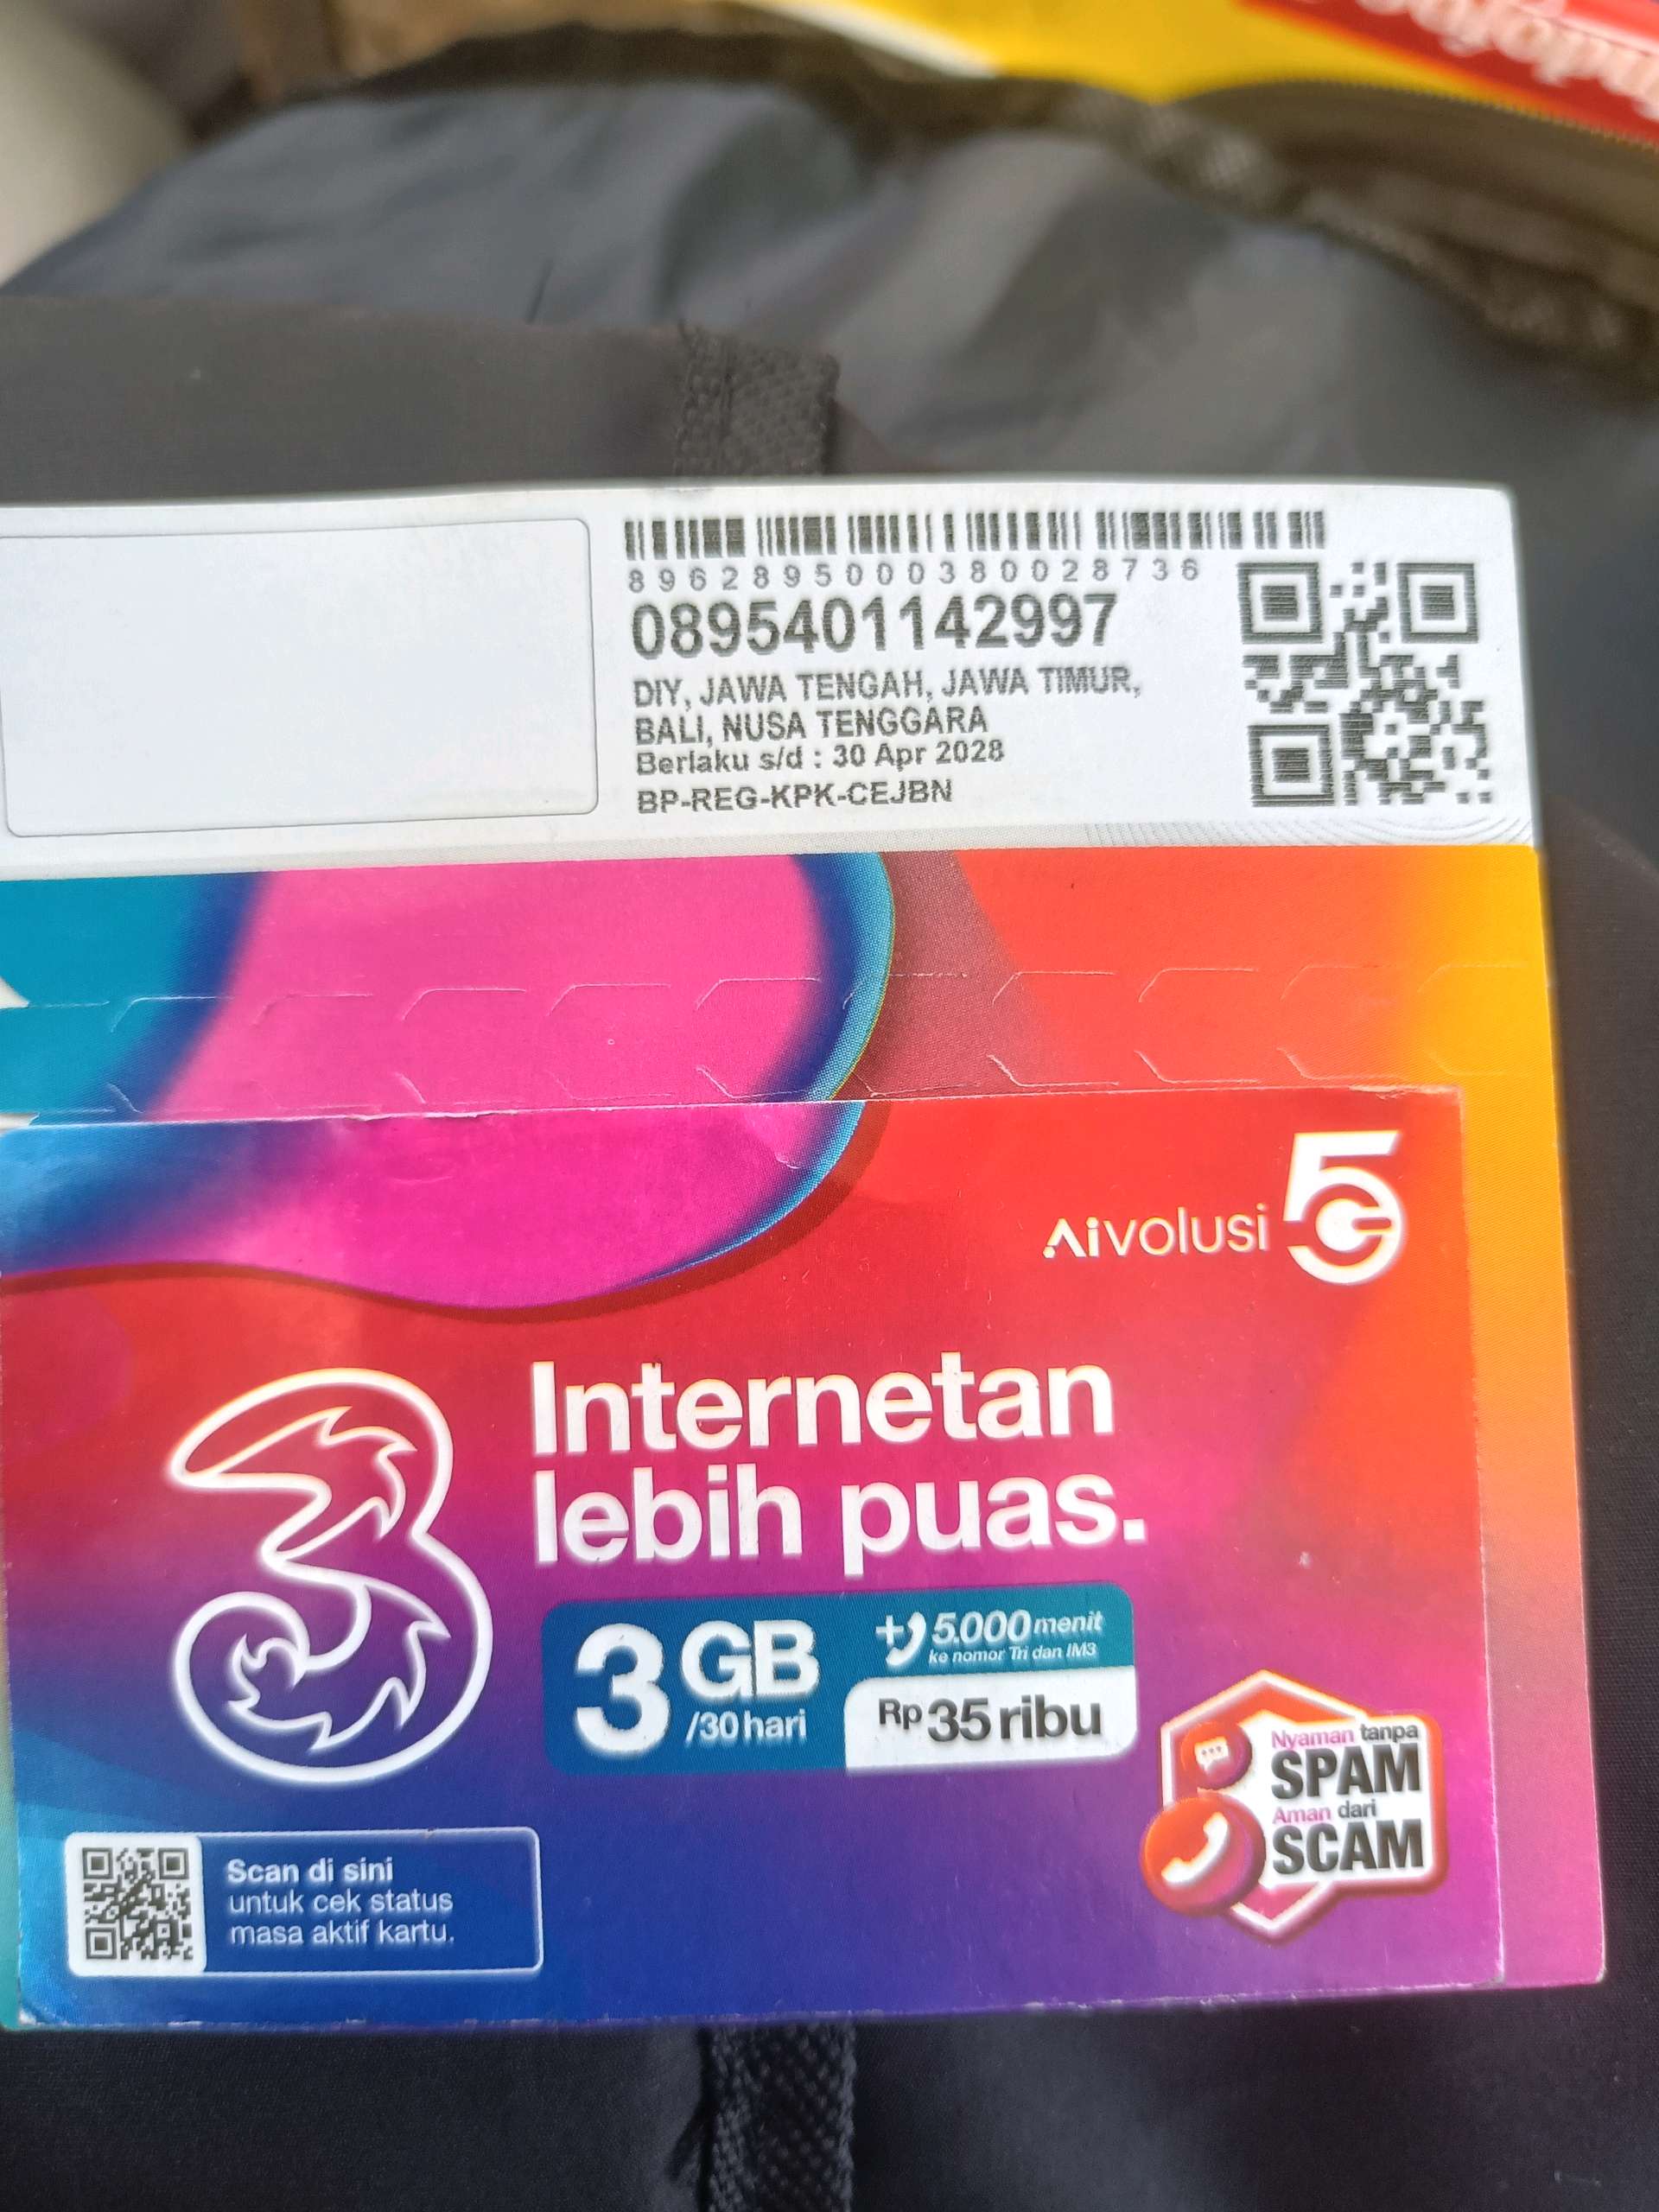 8962895000380028736
0895401142997
DIY, JAWA TENGAH, JAWA TIMUR,
BALI, NUSA TENGGARA
Berlaku s/d : 30 Apr 2028
BP-REG-KPK-CEJBN
Aivolusi 5G
3
Internetan
lebih puas.
3 GB
/30 hari
+ 5.000 menit
ke nomor Tri dan IM3
Rp 35 ribu
Nyaman tanpa
SPAM
Aman dari
SCAM
Scan di sini
untuk cek status
masa aktif kartu.